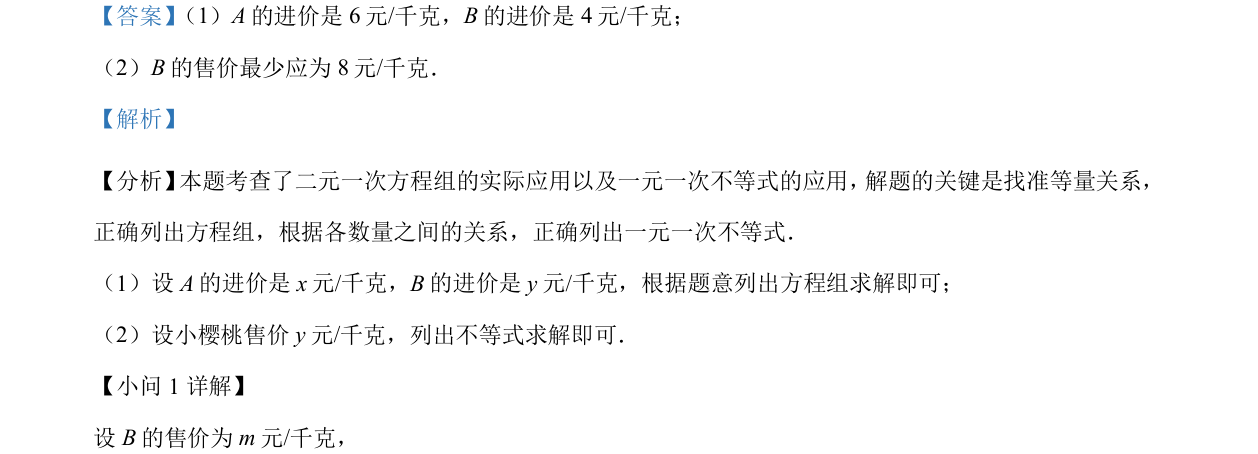 【答案】（1）A 的进价是 6 元/千克，B 的进价是 4 元/千克；
（2）B 的售价最少应为 8 元/千克．
【解析】
【分析】本题考查了二元一次方程组的实际应用以及一元一次不等式的应用，解题的关键是找准等量关系，
正确列出方程组，根据各数量之间的关系，正确列出一元一次不等式．
（1）设 A 的进价是 x 元/千克，B 的进价是 y 元/千克，根据题意列出方程组求解即可；
（2）设小樱桃售价 y 元/千克，列出不等式求解即可．
【小问 1 详解】
设 B 的售价为 m 元/千克，